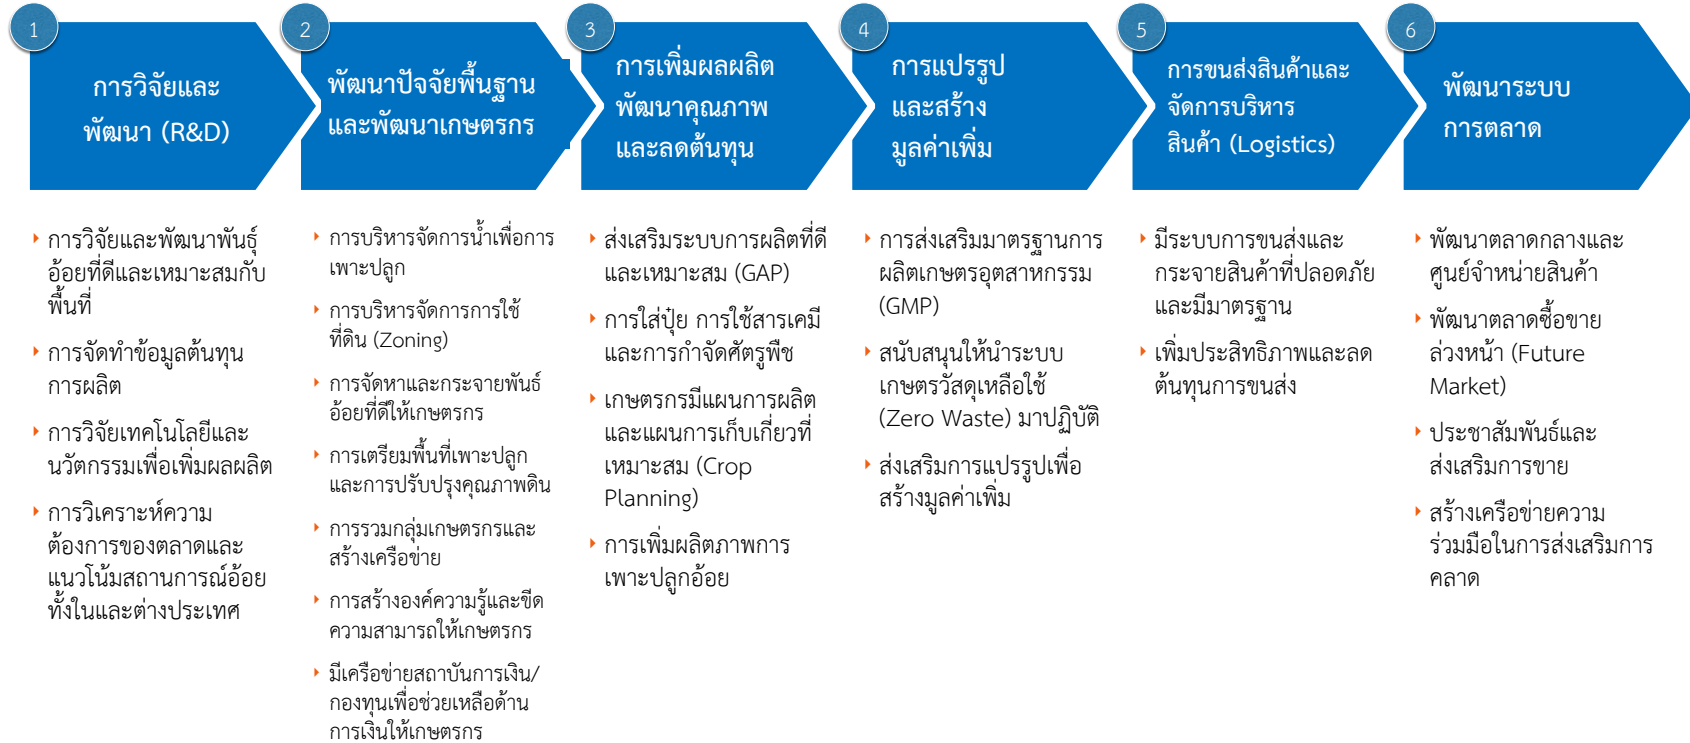 1
การวิจัยและ
พัฒนา (R&D)
การวิจัยและพัฒนาพันธุ์
อ้อยที่ดีและเหมาะสมกับ
พื้นที่
การจัดทำข้อมูลต้นทุน
การผลิต
การวิจัยเทคโนโลยีและ
นวัตกรรมเพื่อเพิ่มผลผลิต
การวิเคราะห์ความ
ต้องการของตลาดและ
แนวโน้มสถานการณ์อ้อย
ทั้งในและต่างประเทศ
2
พัฒนาปัจจัยพื้นฐาน
และพัฒนาเกษตรกร
การบริหารจัดการน้ำเพื่อการ
เพาะปลูก
การบริหารจัดการการใช้
ที่ดิน (Zoning)
การจัดหาและกระจายพันธ์
อ้อยที่ดีให้เกษตรกร
การเตรียมพื้นที่เพาะปลูก
และการปรับปรุงคุณภาพดิน
การรวมกลุ่มเกษตรกรและ
สร้างเครือข่าย
การสร้างองค์ความรู้และขีด
ความสามารถให้เกษตรกร
มีเครือข่ายสถาบันการเงิน/
กองทุนเพื่อช่วยเหลือด้าน
การเงินให้เกษตรกร
3
การเพิ่มผลผลิต
พัฒนาคุณภาพ
และลดต้นทุน
ส่งเสริมระบบการผลิตที่ดี
และเหมาะสม (GAP)
การใส่ปุ๋ย การใช้สารเคมี
และการกำจัดศัตรูพืช
เกษตรกรมีแผนการผลิต
และแผนการเก็บเกี่ยวที่
เหมาะสม (Crop
Planning)
การเพิ่มผลิตภาพการ
เพาะปลูกอ้อย
4
การแปรรูป
และสร้าง
มูลค่าเพิ่ม
การส่งเสริมมาตรฐานการ
ผลิตเกษตรอุตสาหกรรม
(GMP)
สนับสนุนให้นำระบบ
เกษตรวัสดุเหลือใช้
(Zero Waste) มาปฏิบัติ
ส่งเสริมการแปรรูปเพื่อ
สร้างมูลค่าเพิ่ม
5
การขนส่งสินค้าและ
จัดการบริหาร
สินค้า (Logistics)
มีระบบการขนส่งและ
กระจายสินค้าที่ปลอดภัย
และมีมาตรฐาน
เพิ่มประสิทธิภาพและลด
ต้นทุนการขนส่ง
6
พัฒนาระบบ
การตลาด
พัฒนาตลาดกลางและ
ศูนย์จำหน่ายสินค้า
พัฒนาตลาดซื้อขาย
ล่วงหน้า (Future
Market)
ประชาสัมพันธ์และ
ส่งเสริมการขาย
สร้างเครือข่ายความ
ร่วมมือในการส่งเสริมการ
คลาด